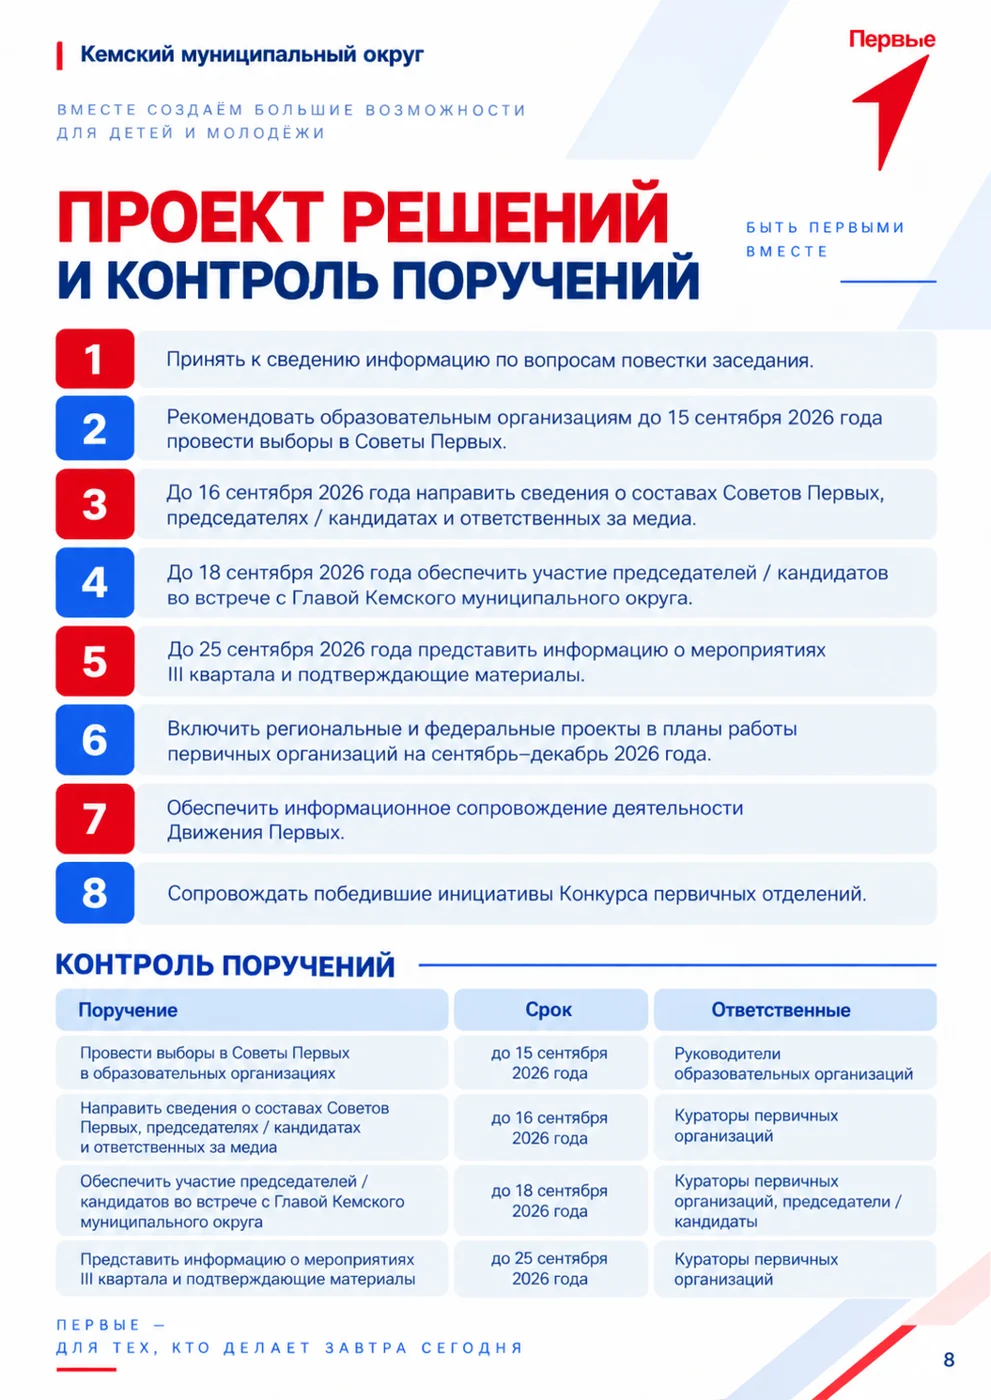 Кемский муниципальный округ
Первые
ВМЕСТЕ СОЗДАЁМ БОЛЬШИЕ ВОЗМОЖНОСТИ
ДЛЯ ДЕТЕЙ И МОЛОДЁЖИ
ПРОЕКТ РЕШЕНИЙ
И КОНТРОЛЬ ПОРУЧЕНИЙ
БЫТЬ ПЕРВЫМИ
ВМЕСТЕ
1
Принять к сведению информацию по вопросам повестки заседания.
2
Рекомендовать образовательным организациям до 15 сентября 2026 года
провести выборы в Советы Первых.
3
До 16 сентября 2026 года направить сведения о составах Советов Первых,
председателях / кандидатах и ответственных за медиа.
4
До 18 сентября 2026 года обеспечить участие председателей / кандидатов
во встрече с Главой Кемского муниципального округа.
5
До 25 сентября 2026 года представить информацию о мероприятиях
III квартала и подтверждающие материалы.
6
Включить региональные и федеральные проекты в планы работы
первичных организаций на сентябрь–декабрь 2026 года.
7
Обеспечить информационное сопровождение деятельности
Движения Первых.
8
Сопровождать победившие инициативы Конкурса первичных отделений.
КОНТРОЛЬ ПОРУЧЕНИЙ
Поручение
Срок
Ответственные
Провести выборы в Советы Первых
в образовательных организациях
до 15 сентября
2026 года
Руководители
образовательных организаций
Направить сведения о составах Советов
Первых, председателях / кандидатах
и ответственных за медиа
до 16 сентября
2026 года
Кураторы первичных
организаций
Обеспечить участие председателей /
кандидатов во встрече с Главой Кемского
муниципального округа
до 18 сентября
2026 года
Кураторы первичных
организаций, председатели /
кандидаты
Представить информацию о мероприятиях
III квартала и подтверждающие материалы
до 25 сентября
2026 года
Кураторы первичных
организаций
ПЕРВЫЕ –
ДЛЯ ТЕХ, КТО ДЕЛАЕТ ЗАВТРА СЕГОДНЯ
8